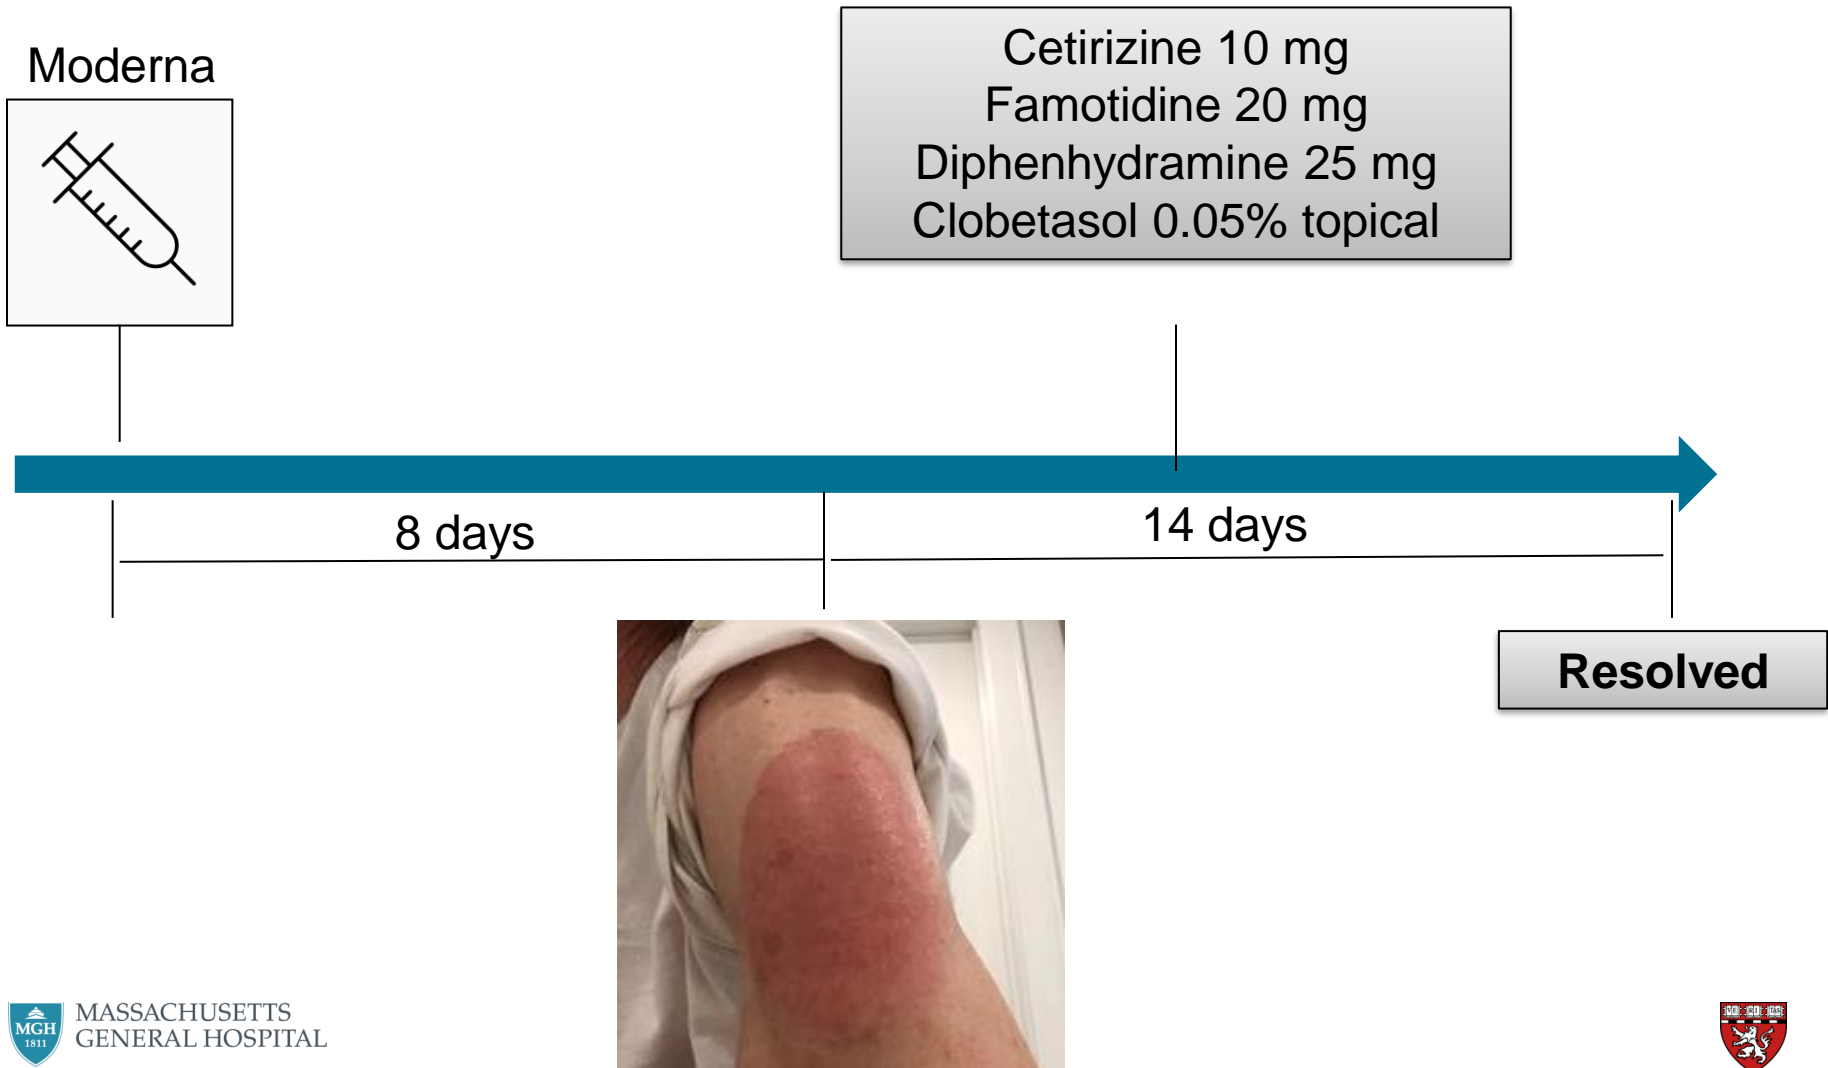 Moderna
Cetirizine 10 mg
Famotidine 20 mg
Diphenhydramine 25 mg
Clobetasol 0.05% topical
8 days
14 days
Resolved
MGH
1811
MASSACHUSETTS
GENERAL HOSPITAL